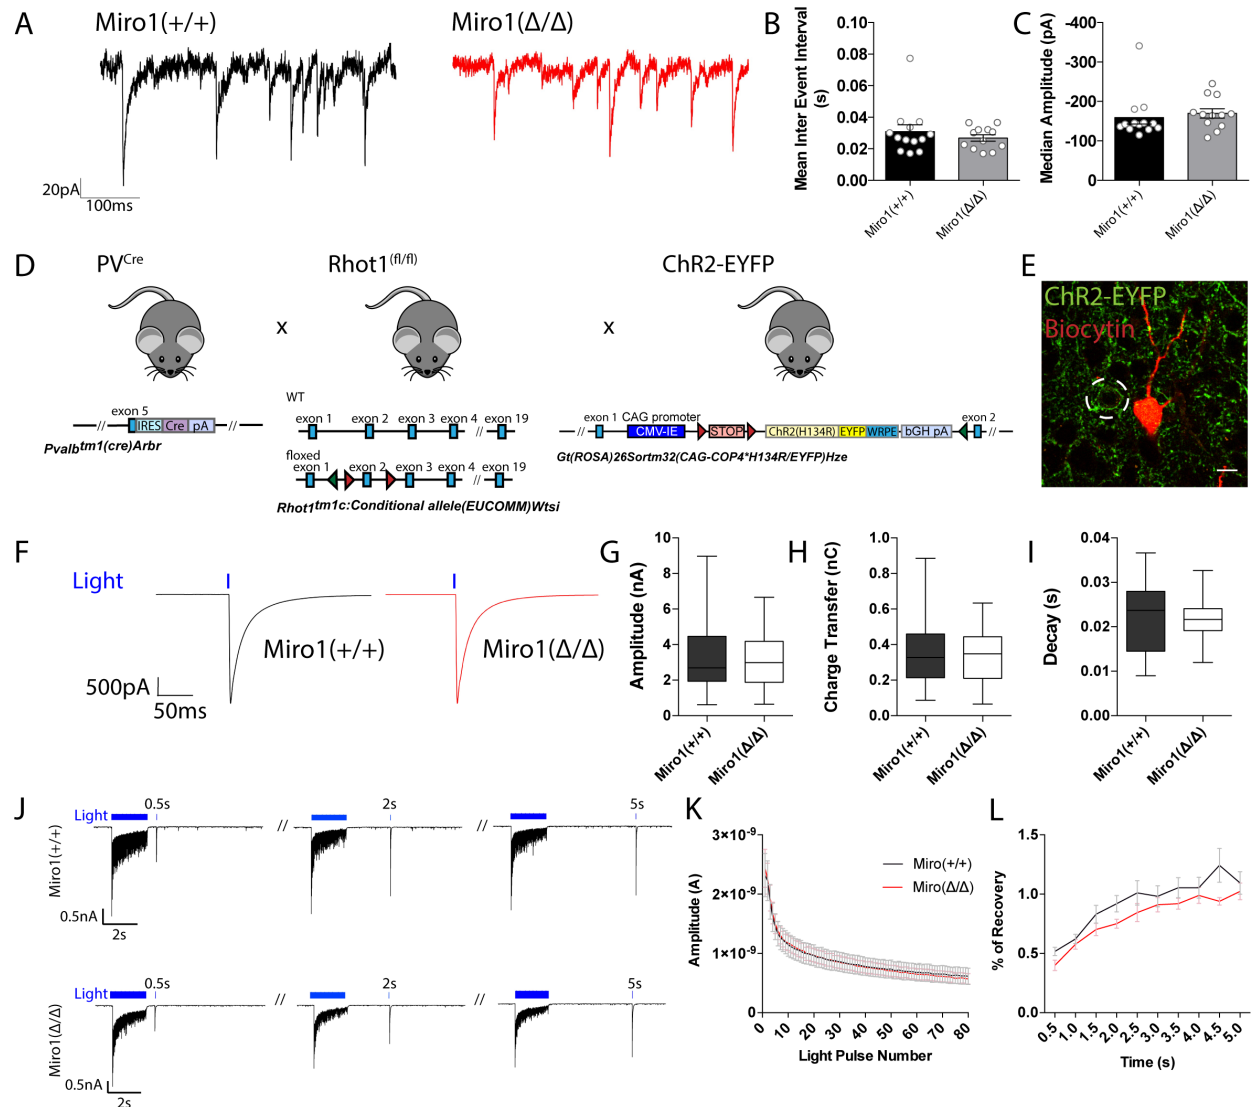 A
Miro1(+/+)
Miro1(Δ/Δ)
20pA
100ms
B
Mean Inter Event Interval
(s)
0.10
0.08
0.06
0.04
0.02
0.00
Miro1(+/+)
Miro1(Δ/Δ)
C
Median Amplitude (pA)
-400
-300
-200
-100
0
Miro1(+/+)
Miro1(Δ/Δ)
D
PV^Cre
x
Rhot1^(fl/fl)
x
ChR2-EYFP
exon 5
// IRES Cre pA //
Pvalb^tm1(cre)Arbr
WT
exon 1 exon 2 exon 3 exon 4 exon 19
//
floxed
exon 1 exon 2 exon 3 exon 4 exon 19
//
Rhot1^tm1c:Conditional allele(EUCOMM)Wtsi
exon 1 CAG promoter exon 2
// CMV-IE STOP ChR2(H134R) EYFP WRPE bGH pA //
Gt(ROSA)26Sortm32(CAG-COP4*H134R/EYFP)Hze
E
ChR2-EYFP
Biocytin
F
Light
Miro1(+/+)
Miro1(Δ/Δ)
500pA
50ms
G
Amplitude (nA)
10
8
6
4
2
0
Miro1(+/+)
Miro1(Δ/Δ)
H
Charge Transfer (nC)
1.0
0.8
0.6
0.4
0.2
0.0
Miro1(+/+)
Miro1(Δ/Δ)
I
Decay (s)
0.04
0.03
0.02
0.01
0.00
Miro1(+/+)
Miro1(Δ/Δ)
J
Miro1(+/+)
Light
0.5s
2s
5s
//
//
0.5nA
2s
Miro1(Δ/Δ)
Light
0.5s
2s
5s
//
//
0.5nA
2s
K
Amplitude (A)
3×10-9
2×10-9
1×10-9
0
Miro(+/+)
Miro(Δ/Δ)
0 10 20 30 40 50 60 70 80
Light Pulse Number
L
% of Recovery
1.5
1.0
0.5
0.0
0.5 1.0 1.5 2.0 2.5 3.0 3.5 4.0 4.5 5.0
Time (s)